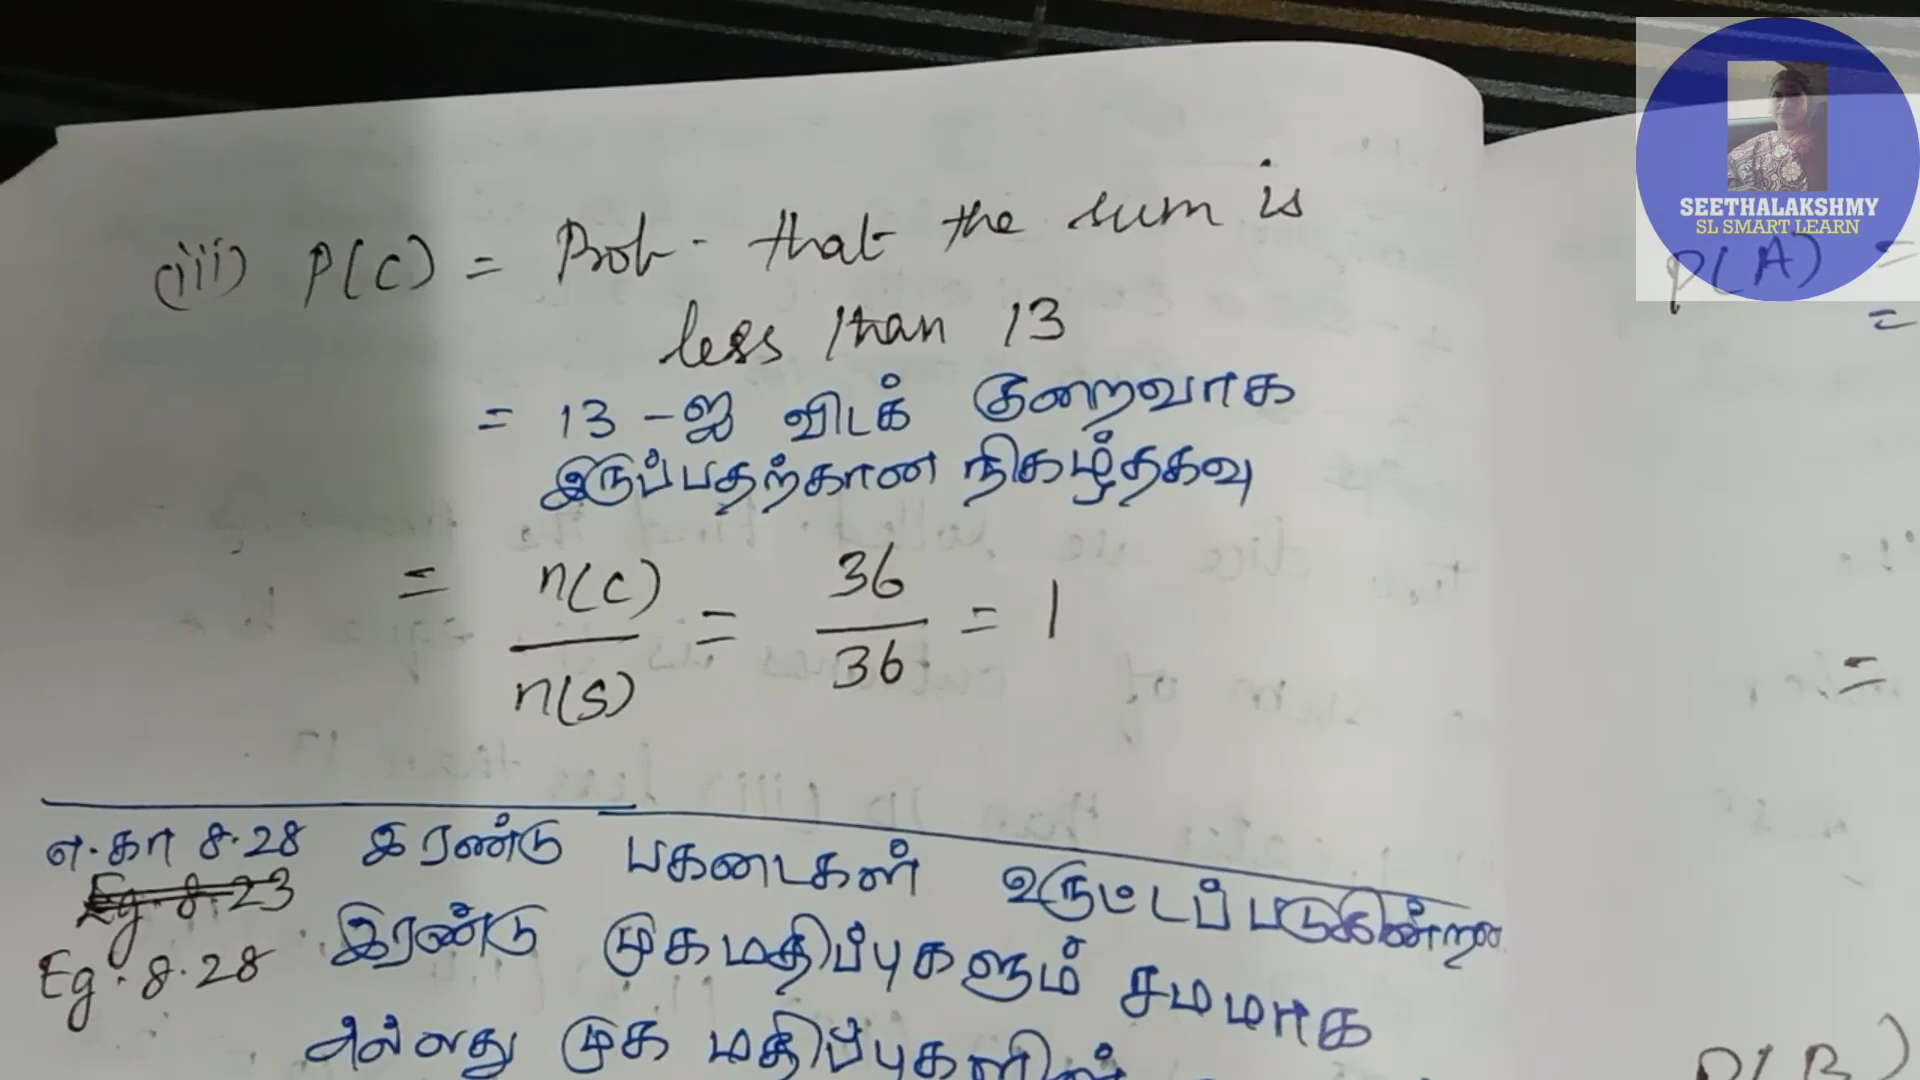 (iii) P(C) = Prob. that the sum is
less than 13
= 13 -ஐ விடக் குறைவாக
இருப்பதற்கான நிகழ்தகவு
= n(C) / n(S) = 36 / 36 = 1
எ.கா 8.28 இரண்டு பகடைகள் உருட்டப்படுகின்றன
Eg. 8.23
Eg. 8.28 இரண்டு முகமதிப்புகளும் சமமாக
அல்லது முக மதிப்புகளின்
SEETHALAKSHMY
SL SMART LEARN
P(A) =
=
=
P(B)